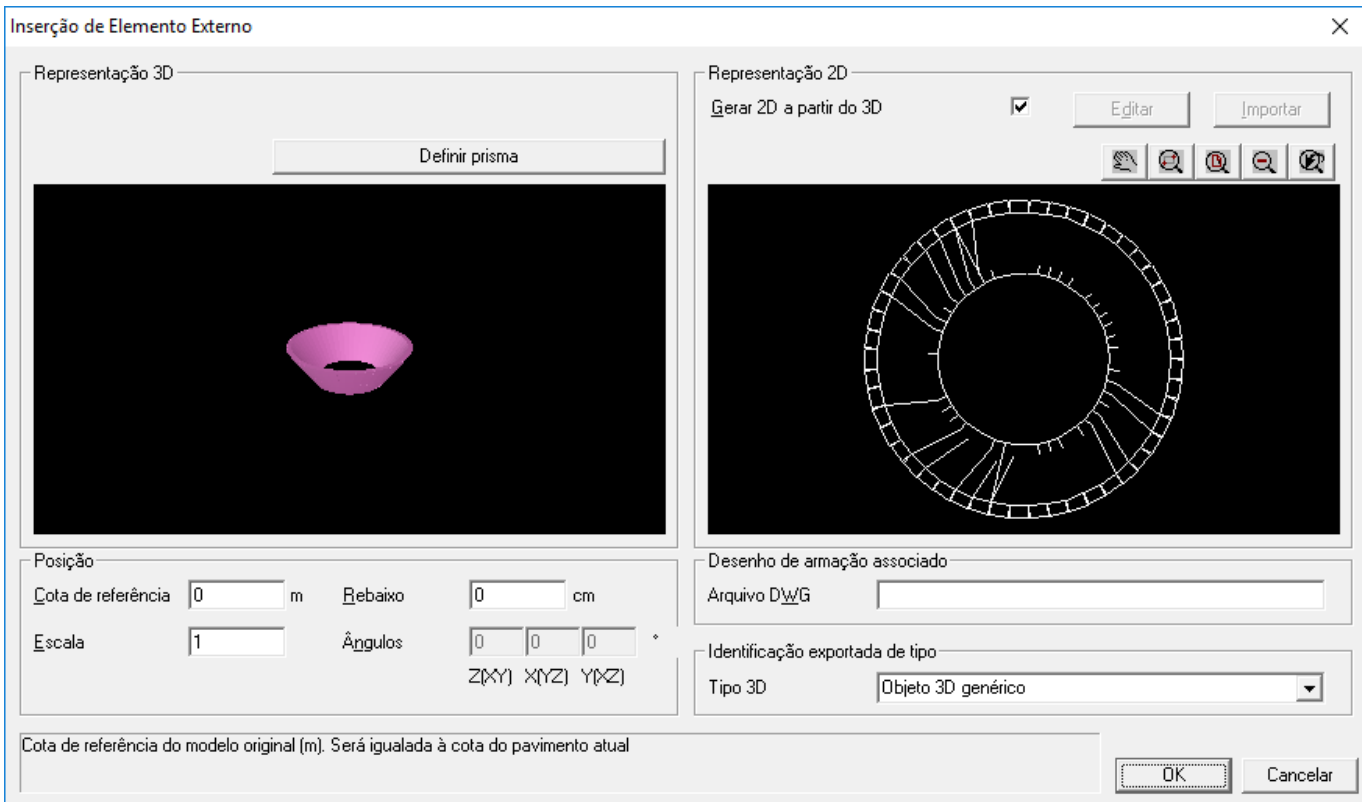 Inserção de Elemento Externo
Representação 3D
Definir prisma
Representação 2D
Gerar 2D a partir do 3D
Editar
Importar
Posição
Cota de referência 0 m Rebaixo 0 cm
Escala 1 Ângulos 0 0 0 °
Z(XY) X(YZ) Y(XZ)
Desenho de armação associado
Arquivo DWG
Identificação exportada de tipo
Tipo 3D Objeto 3D genérico
Cota de referência do modelo original (m). Será igualada à cota do pavimento atual
OK
Cancelar